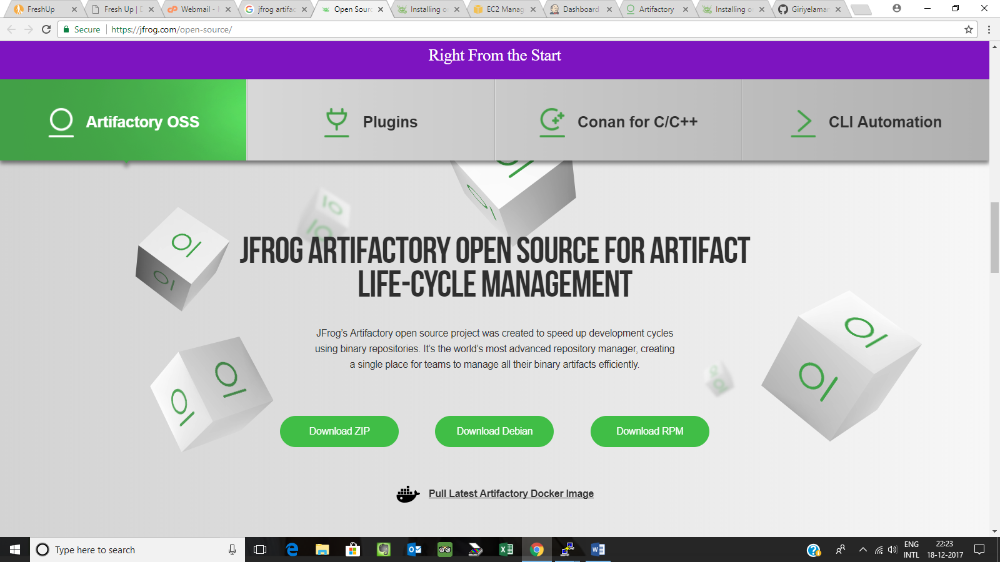 FreshUp
Fresh Up | D
Webmail -
jfrog artifac
Open Sourc
Installing o
EC2 Manag
Dashboard
Artifactory
Installing o
Giriyelamar
Secure
https://jfrog.com/open-source/
Right From the Start
Artifactory OSS
Plugins
Conan for C/C++
CLI Automation
JFROG ARTIFACTORY OPEN SOURCE FOR ARTIFACT
LIFE-CYCLE MANAGEMENT
JFrog’s Artifactory open source project was created to speed up development cycles
using binary repositories. It’s the world’s most advanced repository manager, creating
a single place for teams to manage all their binary artifacts efficiently.
Download ZIP
Download Debian
Download RPM
Pull Latest Artifactory Docker Image
Type here to search
ENG
INTL
22:23
18-12-2017